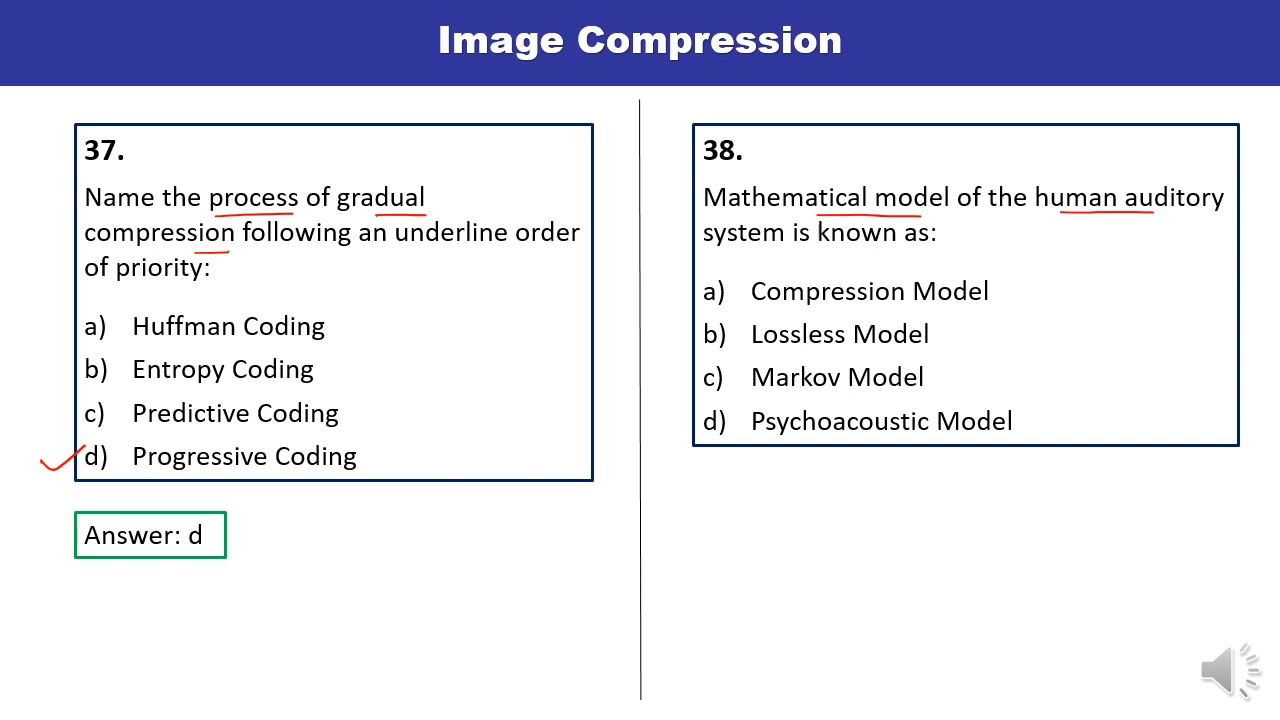 Image Compression
37.
Name the process of gradual
compression following an underline order
of priority:
a) Huffman Coding
b) Entropy Coding
c) Predictive Coding
d) Progressive Coding
Answer: d
38.
Mathematical model of the human auditory
system is known as:
a) Compression Model
b) Lossless Model
c) Markov Model
d) Psychoacoustic Model